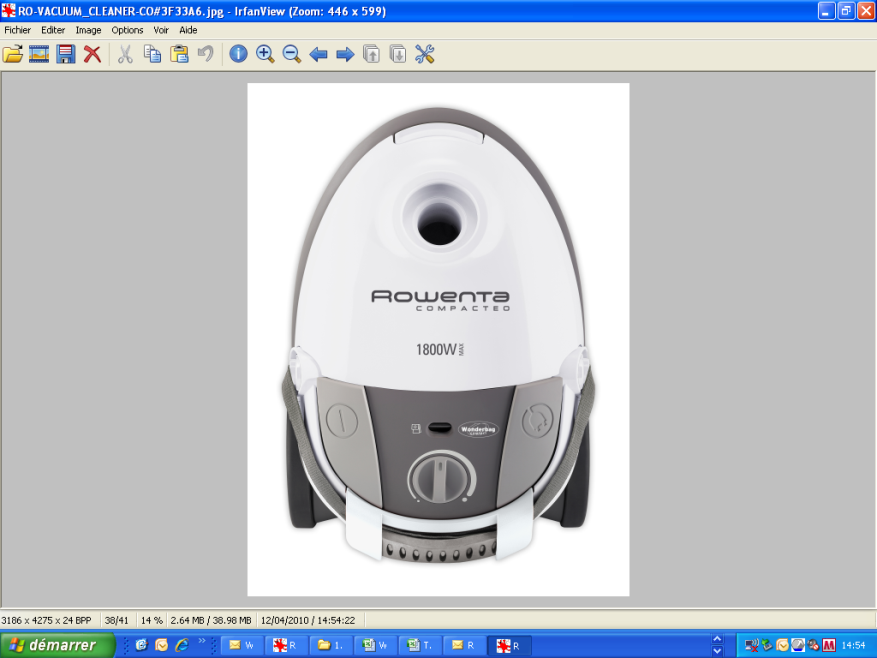 RO-VACUUM_CLEANER-CO#3F33A6.jpg - IrfanView (Zoom: 446 x 599)
Fichier Editer Image Options Voir Aide
Rowenta
COMPACTEO
1800W MAX
Wonderbag
3186 x 4275 x 24 BPP 38/41 14 % 2.64 MB / 38.98 MB 12/04/2010 / 14:54:22
démarrer » W R 1. W T. R R 14:54